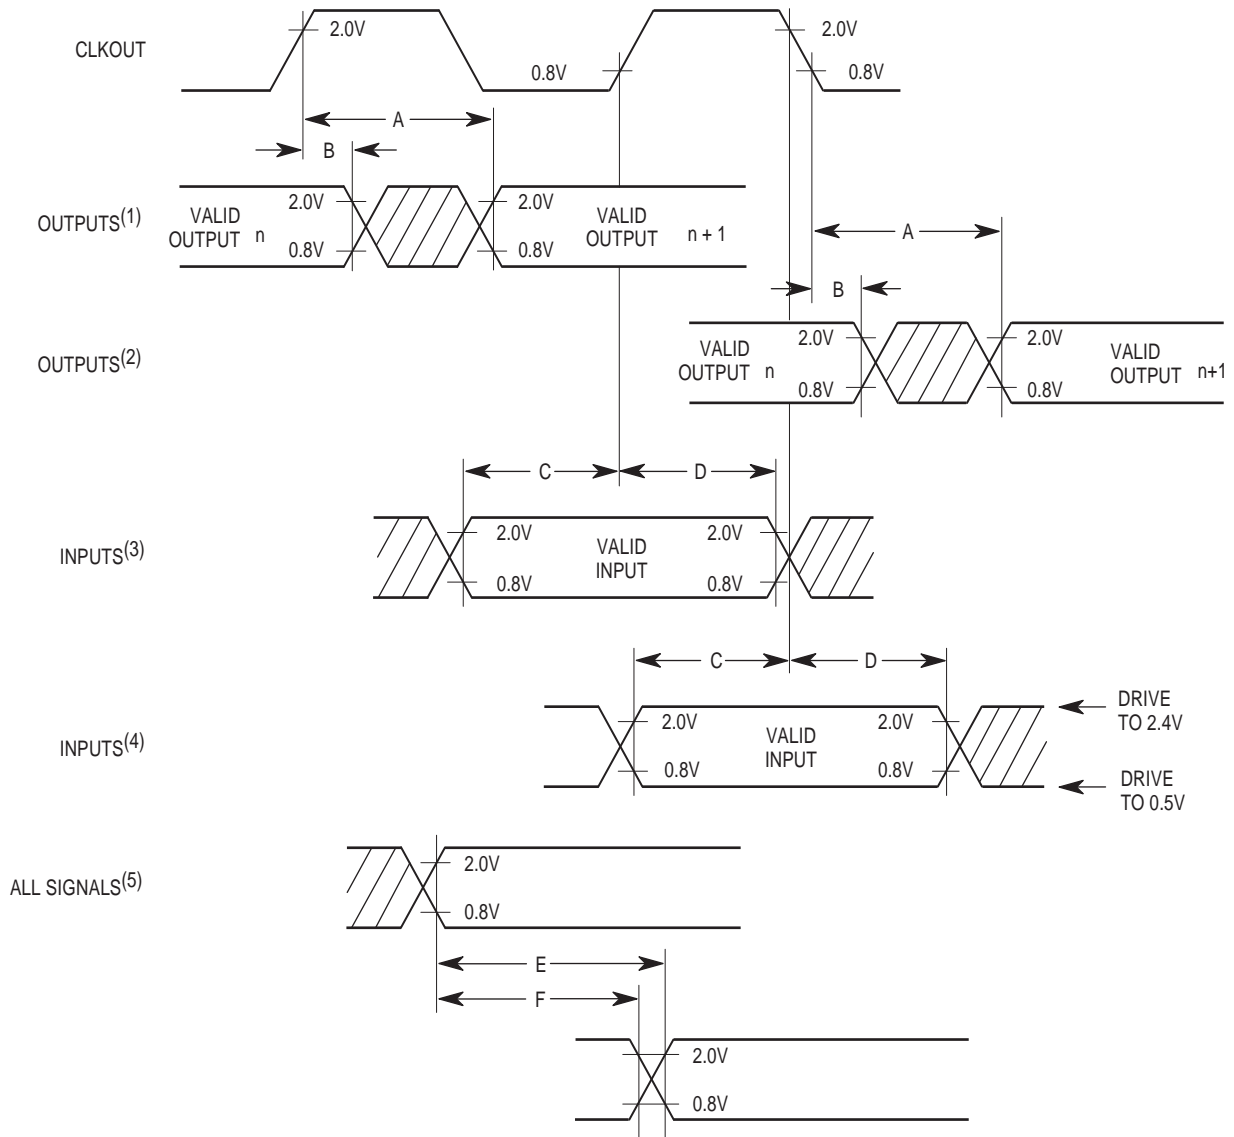 CLKOUT
2.0V
0.8V
2.0V
0.8V
A
B
OUTPUTS(1)
VALID
OUTPUT n
2.0V
0.8V
2.0V
0.8V
VALID
OUTPUT n + 1
A
B
OUTPUTS(2)
VALID
OUTPUT n
2.0V
0.8V
2.0V
0.8V
VALID
OUTPUT n+1
C
D
INPUTS(3)
2.0V
0.8V
VALID
INPUT
2.0V
0.8V
C
D
INPUTS(4)
2.0V
0.8V
VALID
INPUT
2.0V
0.8V
DRIVE
TO 2.4V
DRIVE
TO 0.5V
ALL SIGNALS(5)
2.0V
0.8V
E
F
2.0V
0.8V